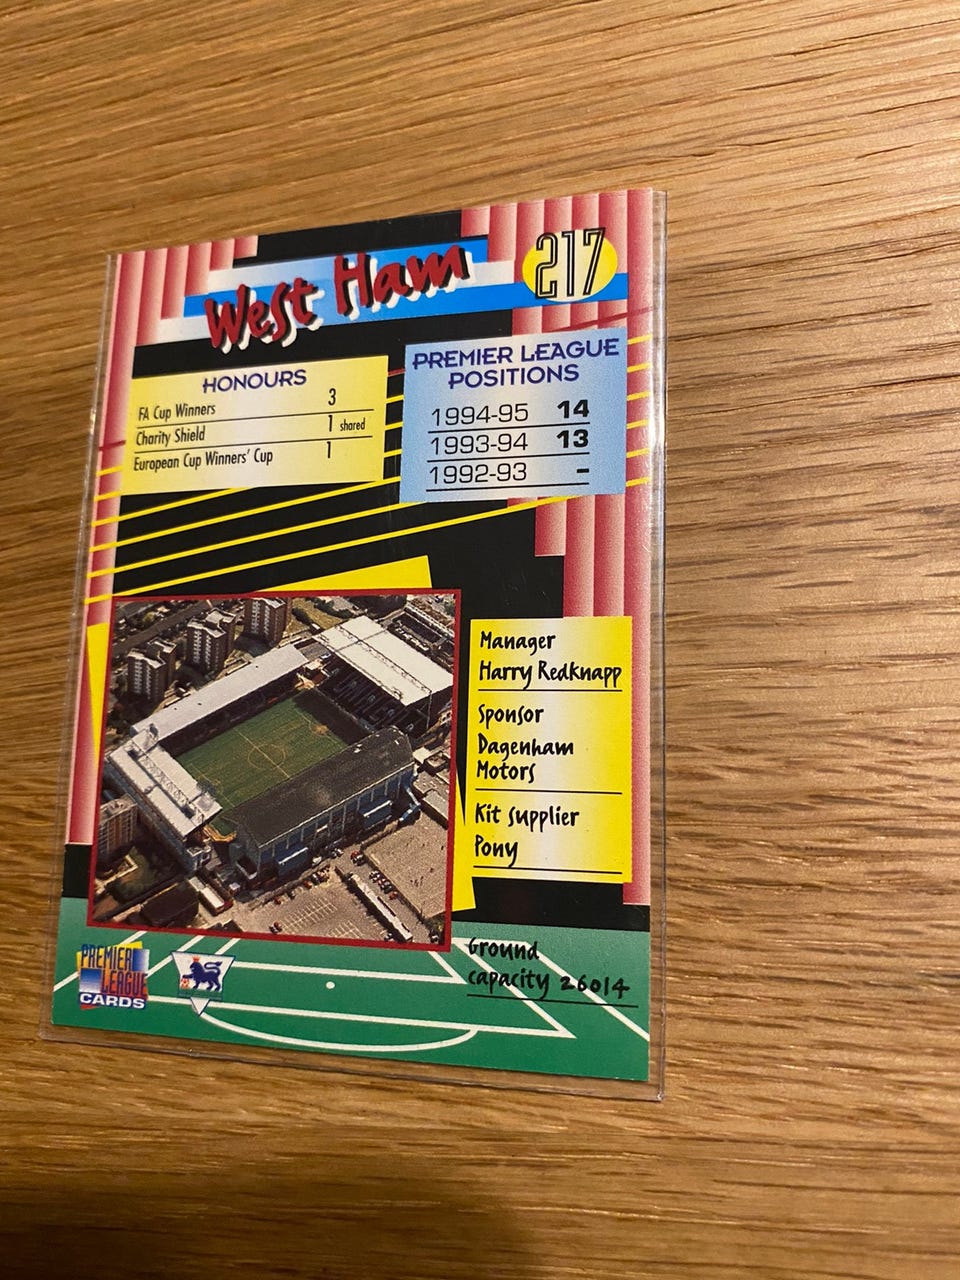 West Ham
217
HONOURS
FA Cup Winners 3
Charity Shield 1 shared
European Cup Winners' Cup 1
PREMIER LEAGUE
POSITIONS
1994-95 14
1993-94 13
1992-93 -
Manager
Harry Redknapp
Sponsor
Dagenham
Motors
Kit supplier
Pony
Ground
capacity 26014
PREMIER
LEAGUE
CARDS